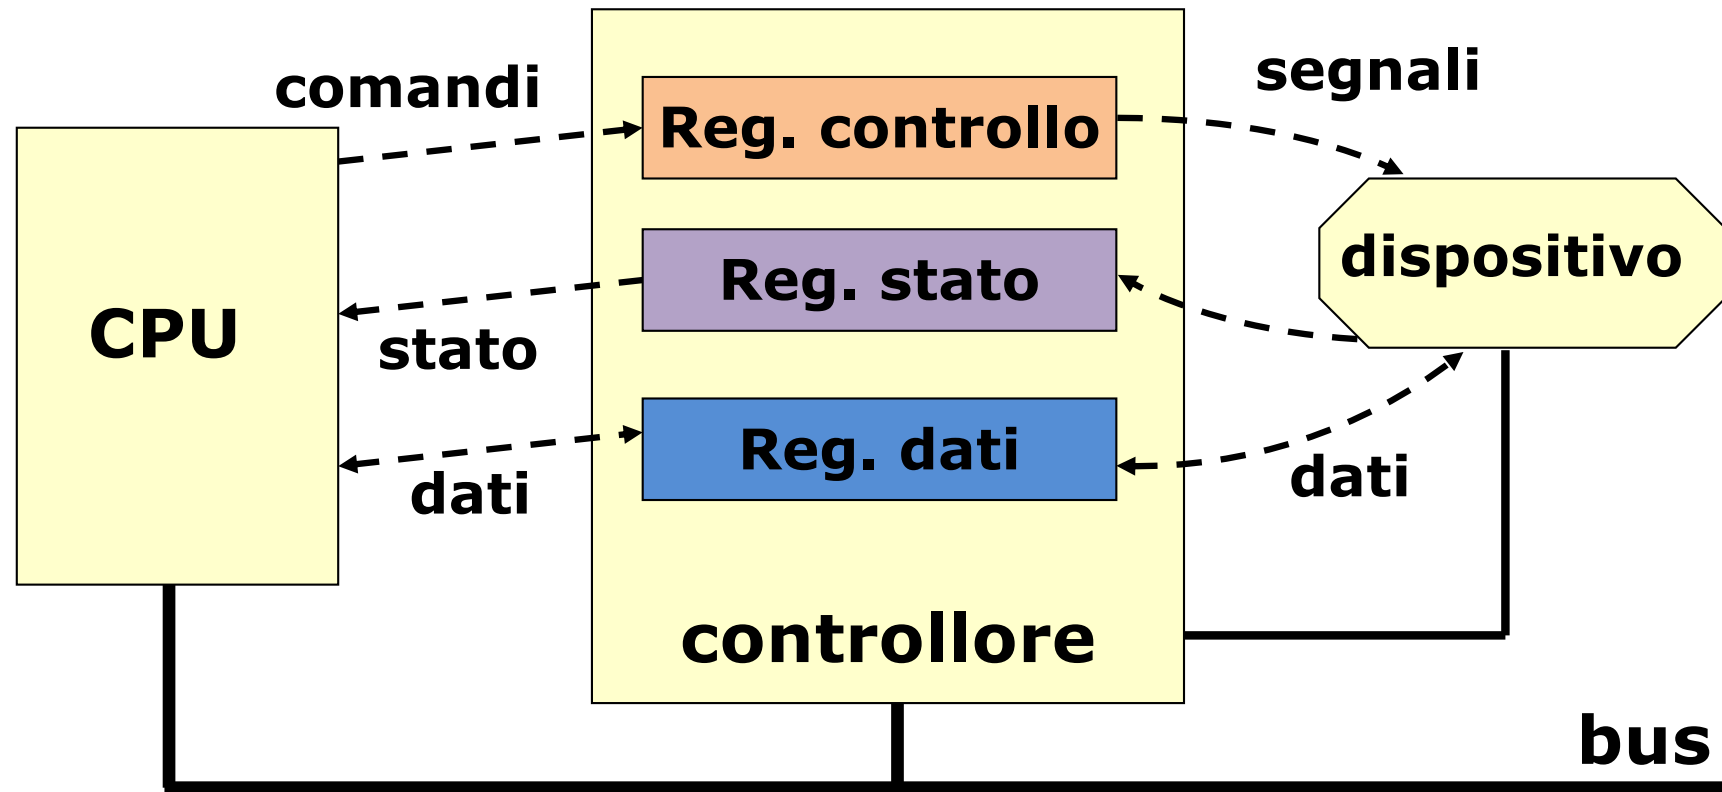 comandi
segnali
Reg. controllo
dispositivo
Reg. stato
CPU
stato
Reg. dati
dati
dati
controllore
bus